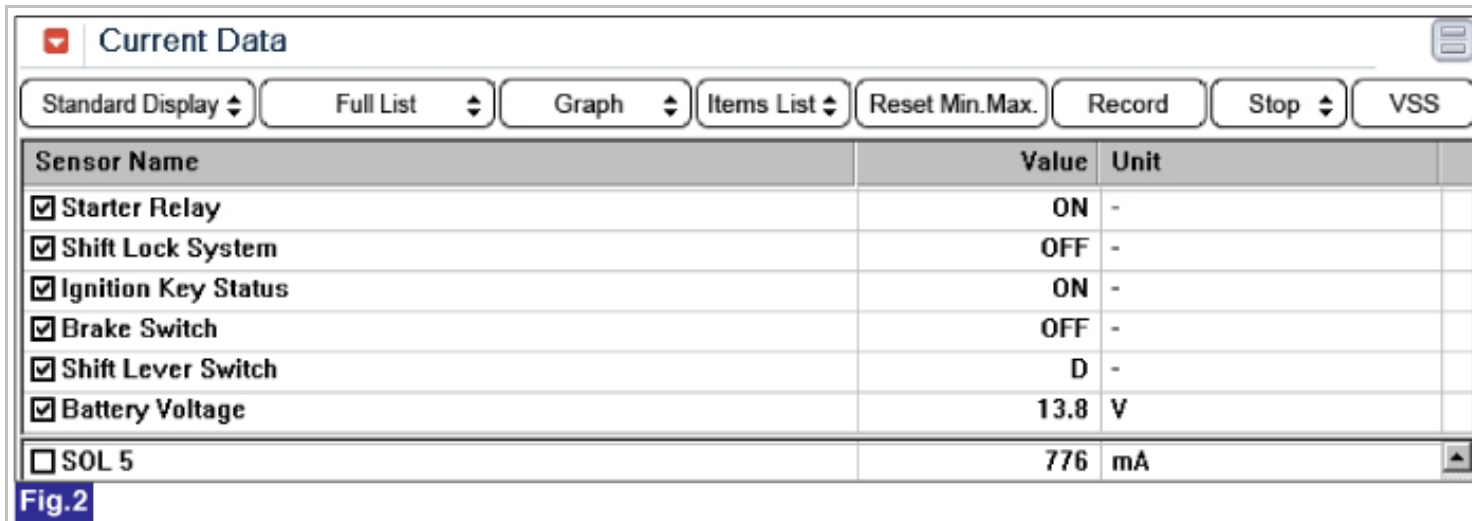 Current Data
Standard Display Full List Graph Items List Reset Min.Max. Record Stop VSS
Sensor Name Value Unit
Starter Relay ON -
Shift Lock System OFF -
Ignition Key Status ON -
Brake Switch OFF -
Shift Lever Switch D -
Battery Voltage 13.8 V
SOL 5 776 mA
Fig.2